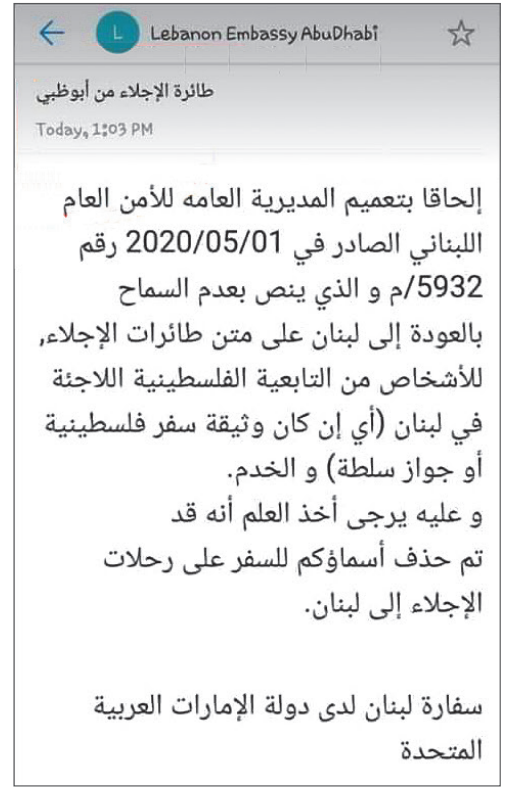 Lebanon Embassy AbuDhabi
طائرة الإجلاء من أبوظبي
Today, 1:03 PM
إلحاقا بتعميم المديرية العامه للأمن العام
اللبناني الصادر في 2020/05/01 رقم
5932/م و الذي ينص بعدم السماح
بالعودة إلى لبنان على متن طائرات الإجلاء,
للأشخاص من التابعية الفلسطينية اللاجئة
في لبنان (أي إن كان وثيقة سفر فلسطينية
أو جواز سلطة) و الخدم.
و عليه يرجى أخذ العلم أنه قد
تم حذف أسماؤكم للسفر على رحلات
الإجلاء إلى لبنان.
سفارة لبنان لدى دولة الإمارات العربية
المتحدة